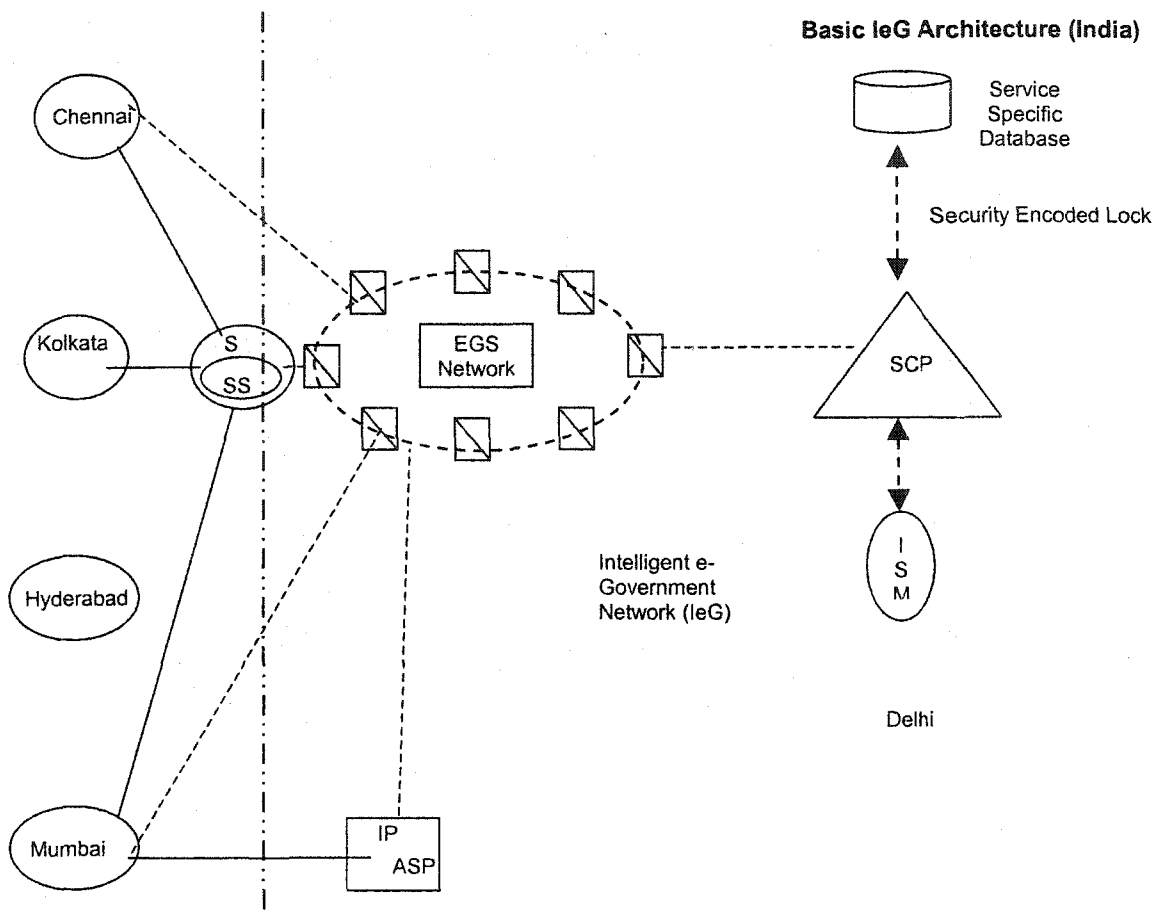 Basic IeG Architecture (India)
Chennai
Service
Specific
Database
Security Encoded Lock
Kolkata
S
SS
EGS
Network
SCP
Hyderabad
Intelligent e-
Government
Network (IeG)
I
S
M
Delhi
Mumbai
IP
ASP